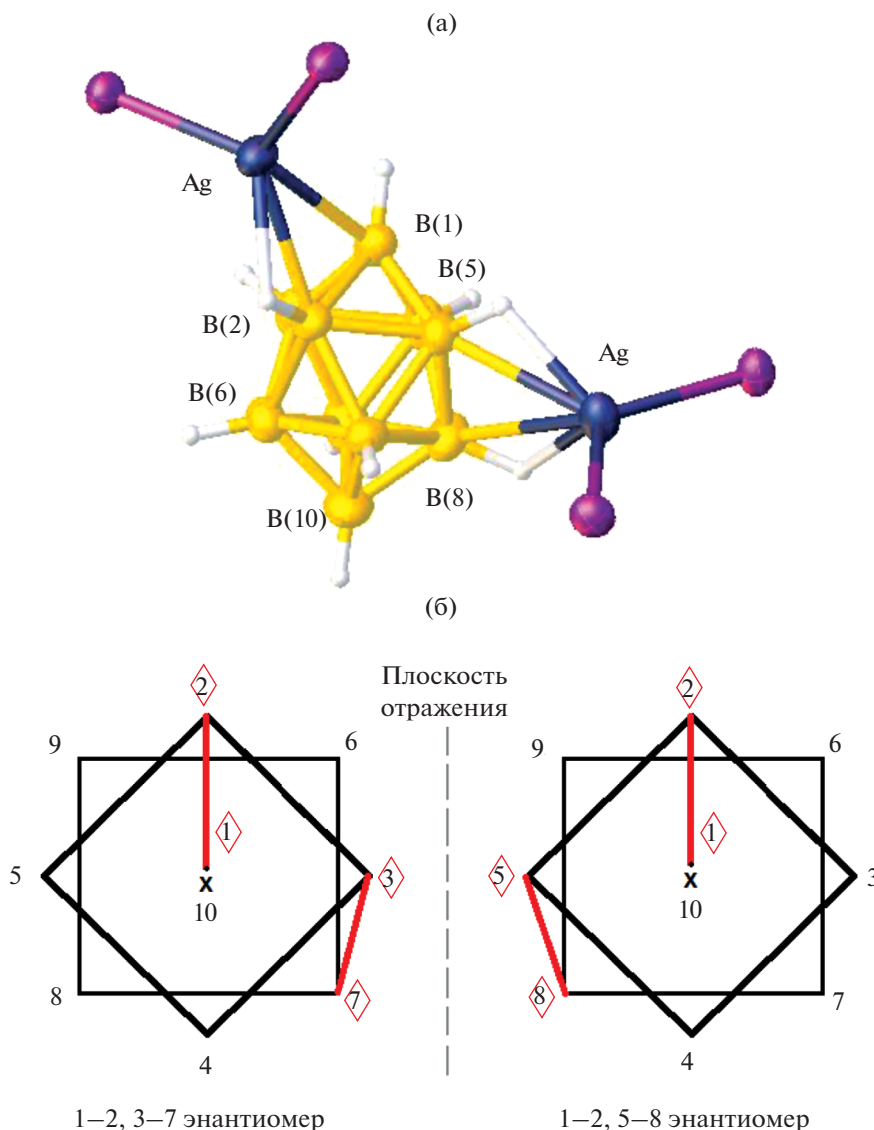 (а)
Ag
B(1)
B(5)
B(2)
Ag
B(6)
B(8)
B(10)
(б)
Плоскость
отражения
2
9
6
1
5
3
x
10
8
7
4
1–2, 3–7 энантиомер
2
9
6
1
5
3
x
10
8
7
4
1–2, 5–8 энантиомер